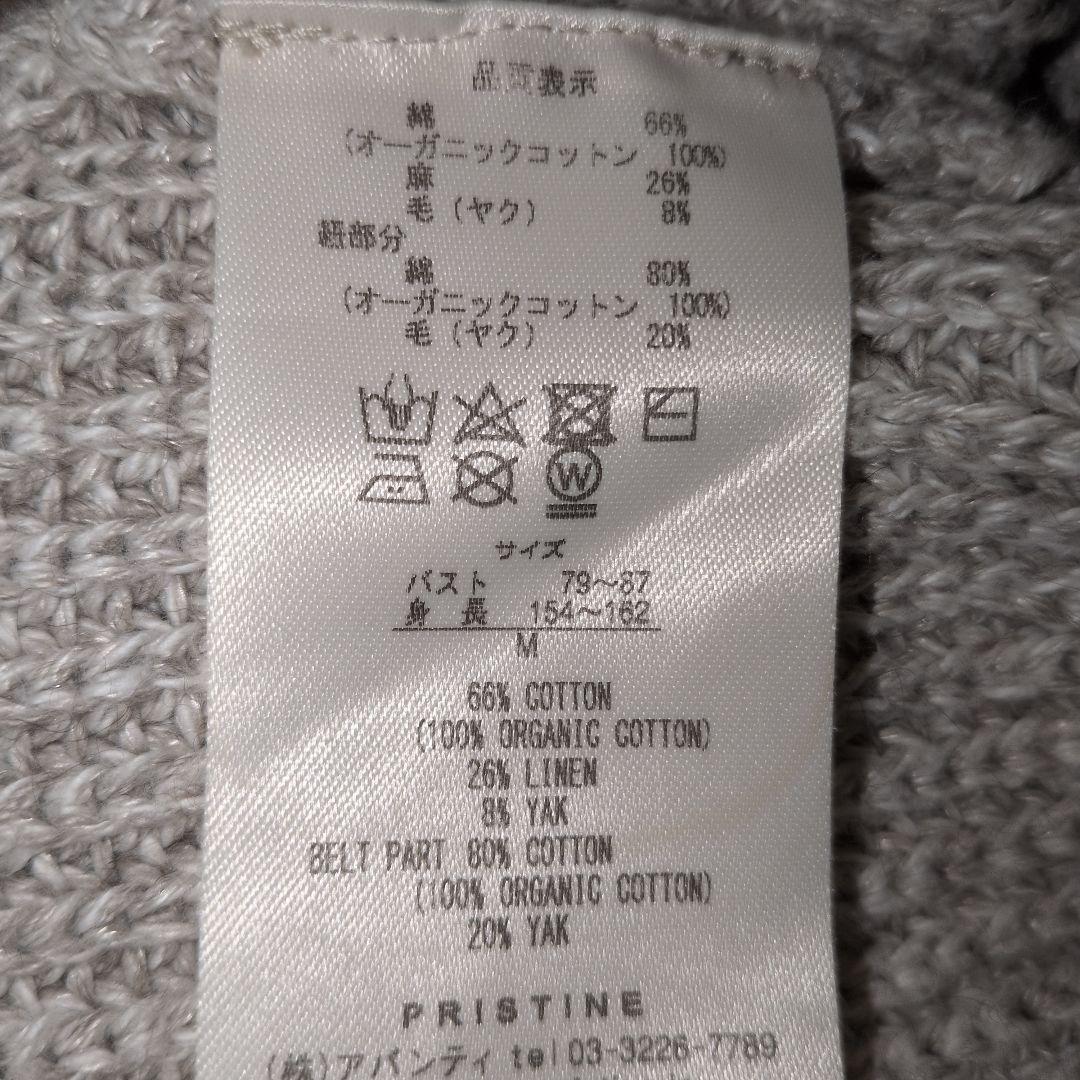 品質表示
綿 66%
(オーガニックコットン 100%)
麻 26%
毛(ヤク) 8%
紐部分
綿 80%
(オーガニックコットン 100%)
毛(ヤク) 20%
W
サイズ
バスト 79〜87
身 長 154〜162
M
66% COTTON
(100% ORGANIC COTTON)
26% LINEN
8% YAK
BELT PART 80% COTTON
(100% ORGANIC COTTON)
20% YAK
PRISTINE
(株)アバンティ tel 03-3226-7789